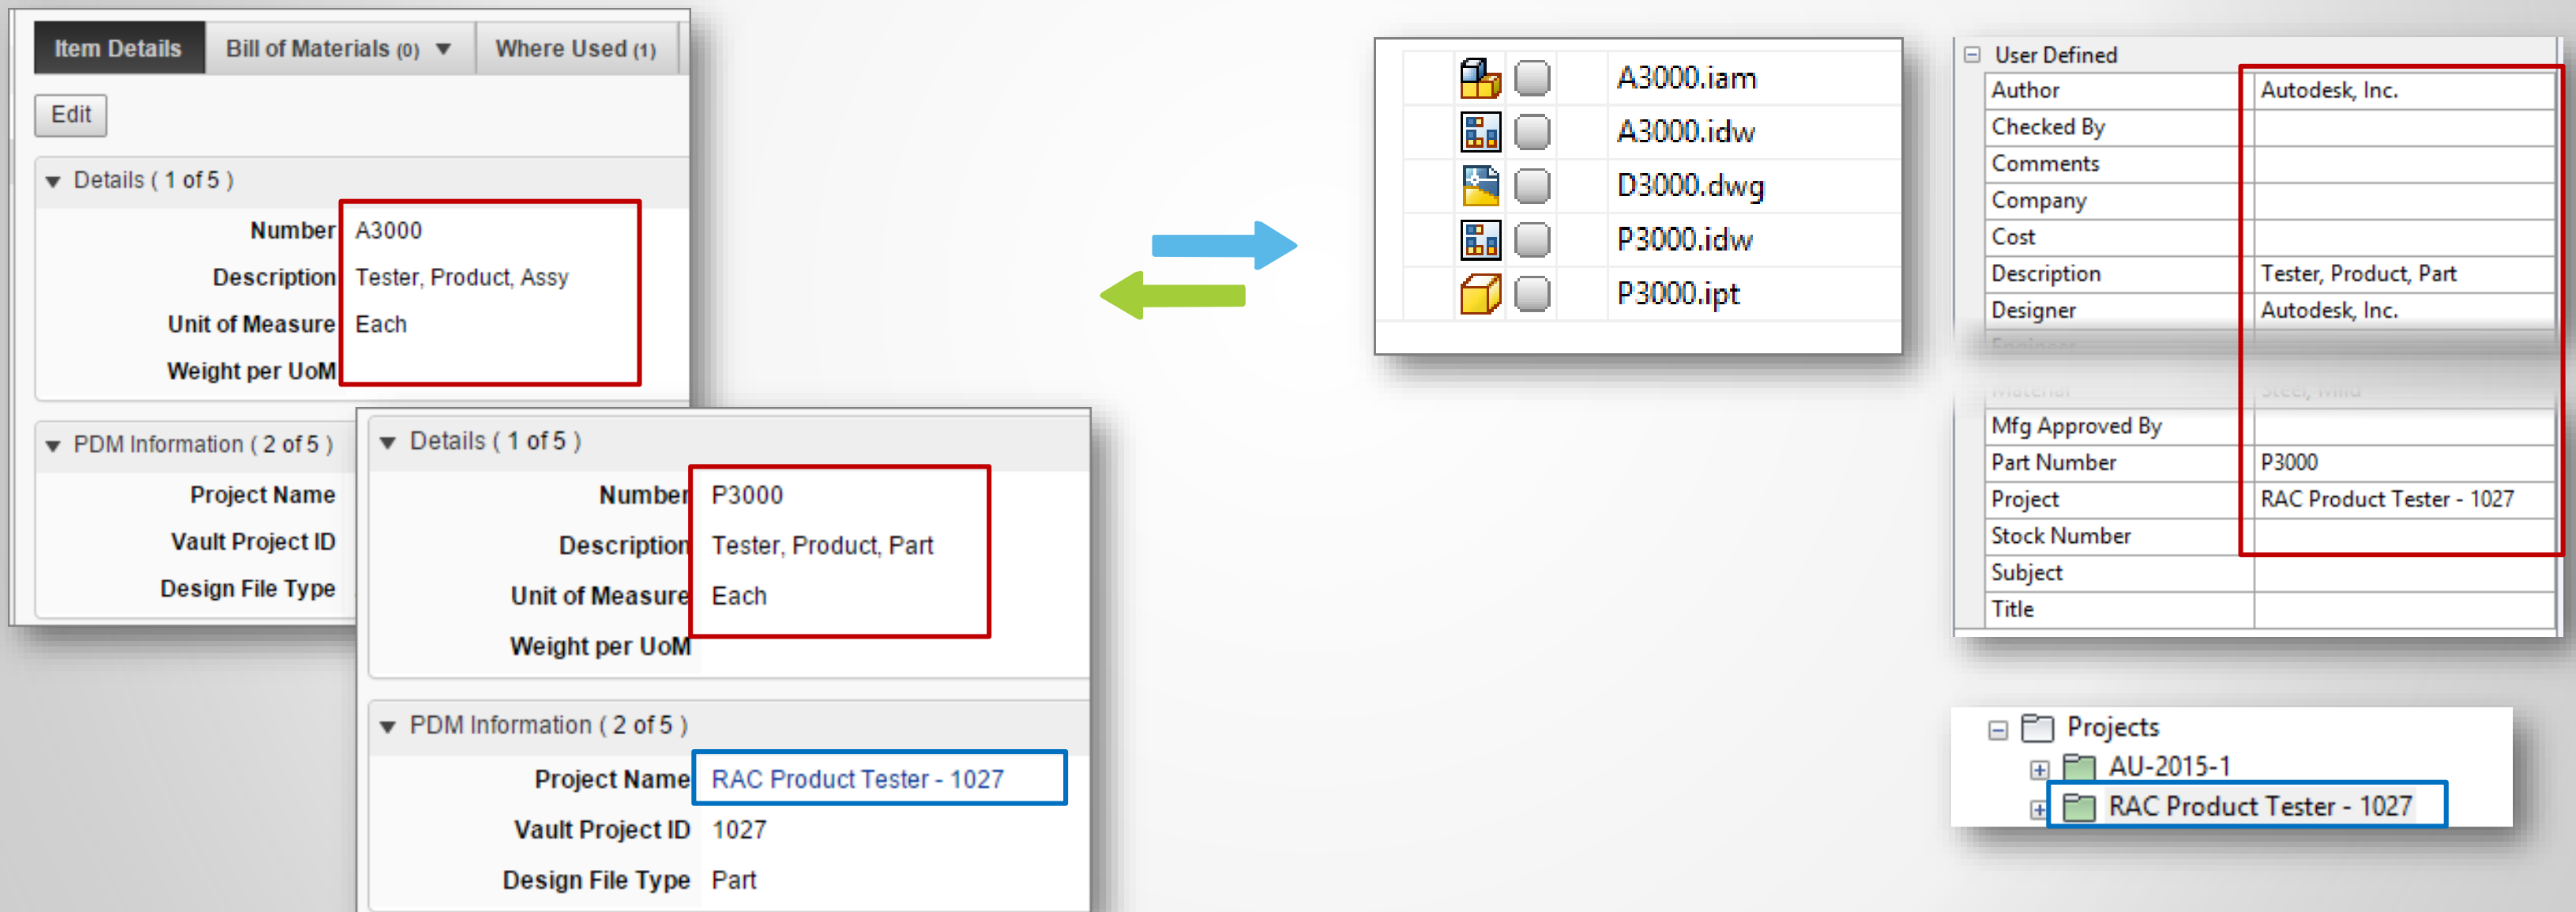 Item Details Bill of Materials (0) Where Used (1)
Edit
Details ( 1 of 5 )
Number A3000
Description Tester, Product, Assy
Unit of Measure Each
Weight per UoM
PDM Information ( 2 of 5 )
Project Name
Vault Project ID
Design File Type
Details ( 1 of 5 )
Number P3000
Description Tester, Product, Part
Unit of Measure Each
Weight per UoM
PDM Information ( 2 of 5 )
Project Name RAC Product Tester - 1027
Vault Project ID 1027
Design File Type Part
A3000.iam
A3000.idw
D3000.dwg
P3000.idw
P3000.ipt
User Defined
Author Autodesk, Inc.
Checked By
Comments
Company
Cost
Description Tester, Product, Part
Designer Autodesk, Inc.
Engineer
Material Steel, Mild
Mfg Approved By
Part Number P3000
Project RAC Product Tester - 1027
Stock Number
Subject
Title
Projects
AU-2015-1
RAC Product Tester - 1027